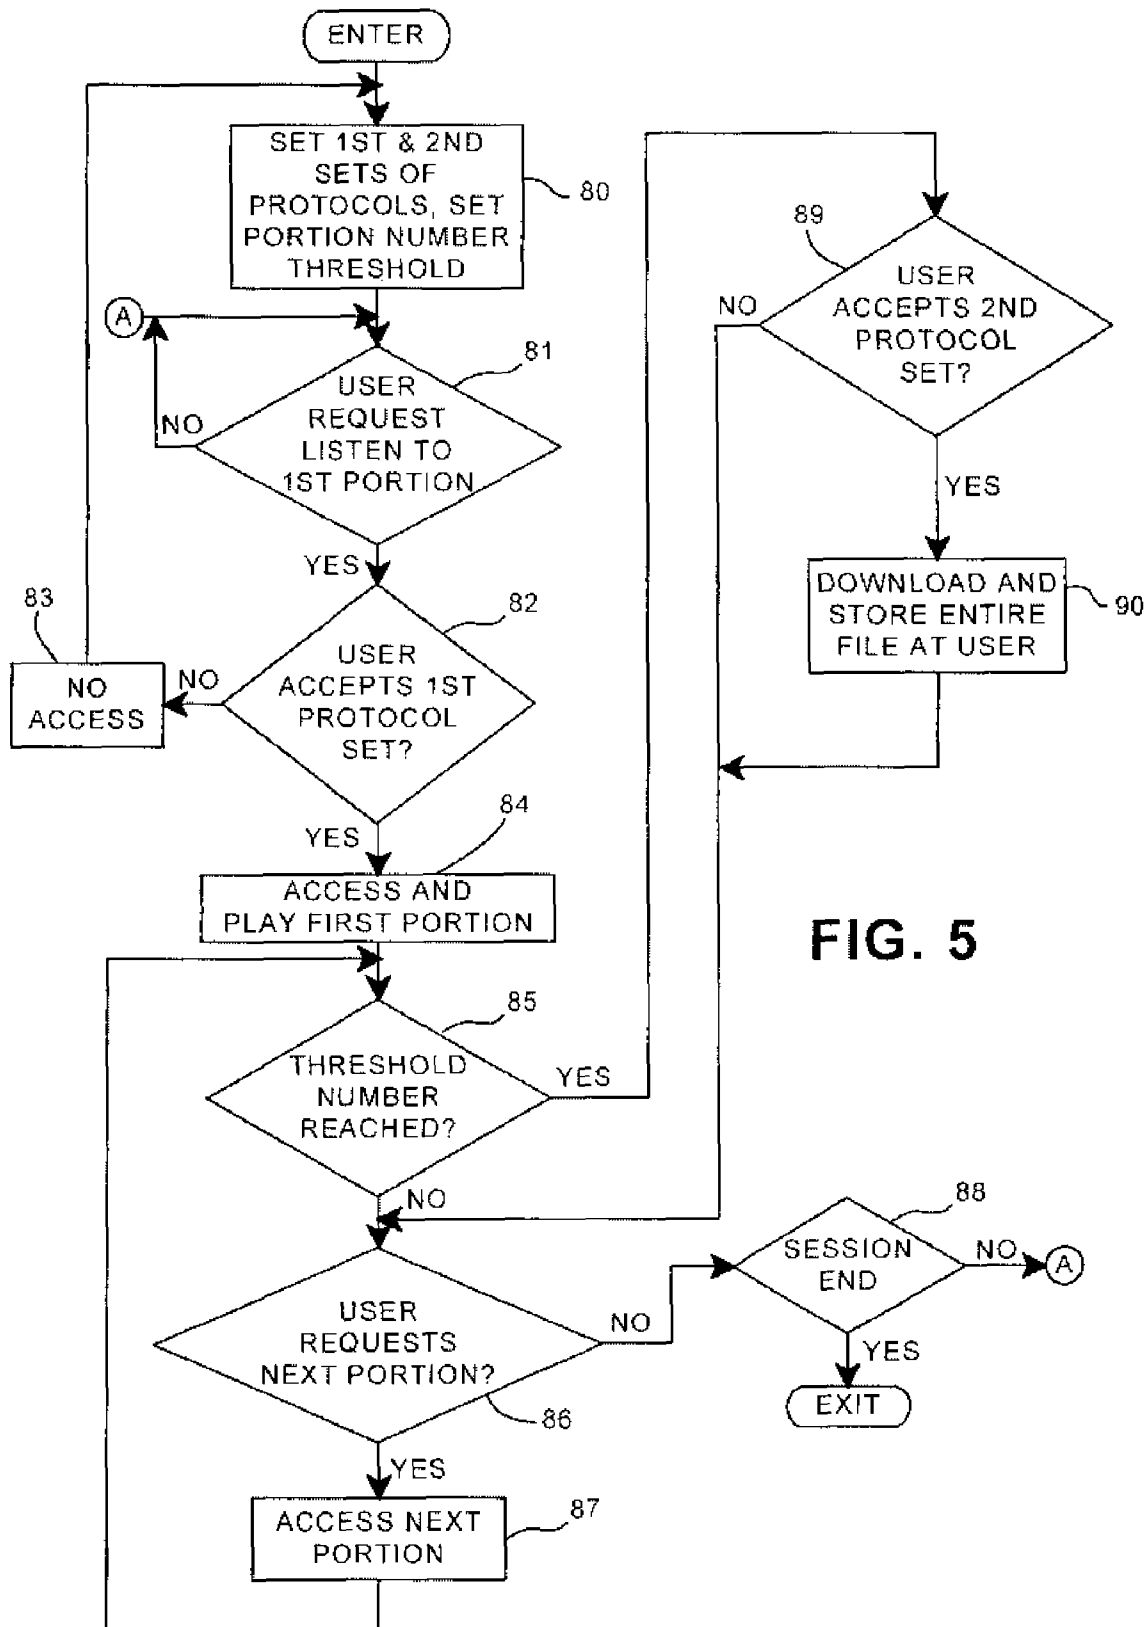 ENTER
SET 1ST & 2ND
SETS OF
PROTOCOLS, SET
PORTION NUMBER
THRESHOLD
80
A
USER
REQUEST
LISTEN TO
1ST PORTION
81
NO
YES
83
NO
ACCESS
NO
USER
ACCEPTS 1ST
PROTOCOL
SET?
82
YES
84
ACCESS AND
PLAY FIRST PORTION
85
THRESHOLD
NUMBER
REACHED?
YES
NO
89
NO
USER
ACCEPTS 2ND
PROTOCOL
SET?
YES
DOWNLOAD AND
STORE ENTIRE
FILE AT USER
90
FIG. 5
USER
REQUESTS
NEXT PORTION?
86
NO
88
SESSION
END
NO
A
YES
EXIT
YES
ACCESS NEXT
PORTION
87